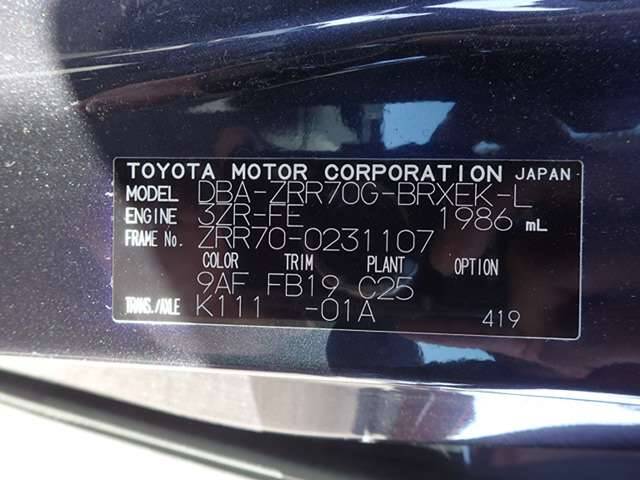 TOYOTA MOTOR CORPORATION JAPAN
MODEL DBA-ZRR70G-BRXEK-L
ENGINE 3ZR-FE 1986 mL
FRAME No. ZRR70-0231107
COLOR TRIM PLANT OPTION
9AF FB19 C25
TRANS./AXLE K111 -01A 419